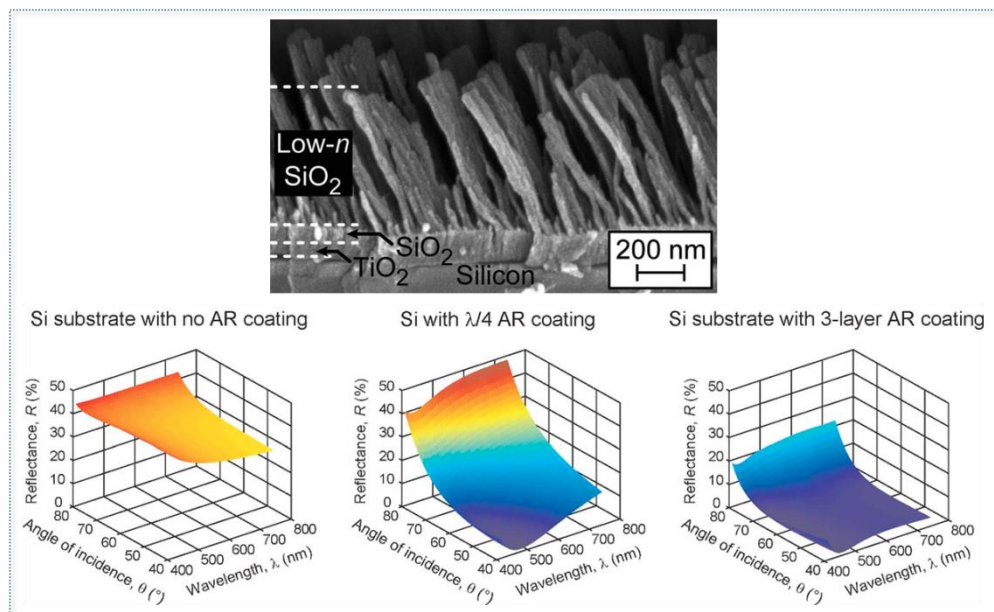 Low-n
SiO₂
SiO₂
TiO₂
Silicon
200 nm
Si substrate with no AR coating
Si with λ/4 AR coating
Si substrate with 3-layer AR coating
Reflectance, R (%)
50
40
30
20
10
0
80
70
60
50
40
Angle of incidence, θ (°)
400
500
600
700
800
Wavelength, λ (nm)
Reflectance, R (%)
50
40
30
20
10
0
80
70
60
50
40
Angle of incidence, θ (°)
400
500
600
700
800
Wavelength, λ (nm)
Reflectance, R (%)
50
40
30
20
10
0
80
70
60
50
40
Angle of incidence, θ (°)
400
500
600
700
800
Wavelength, λ (nm)